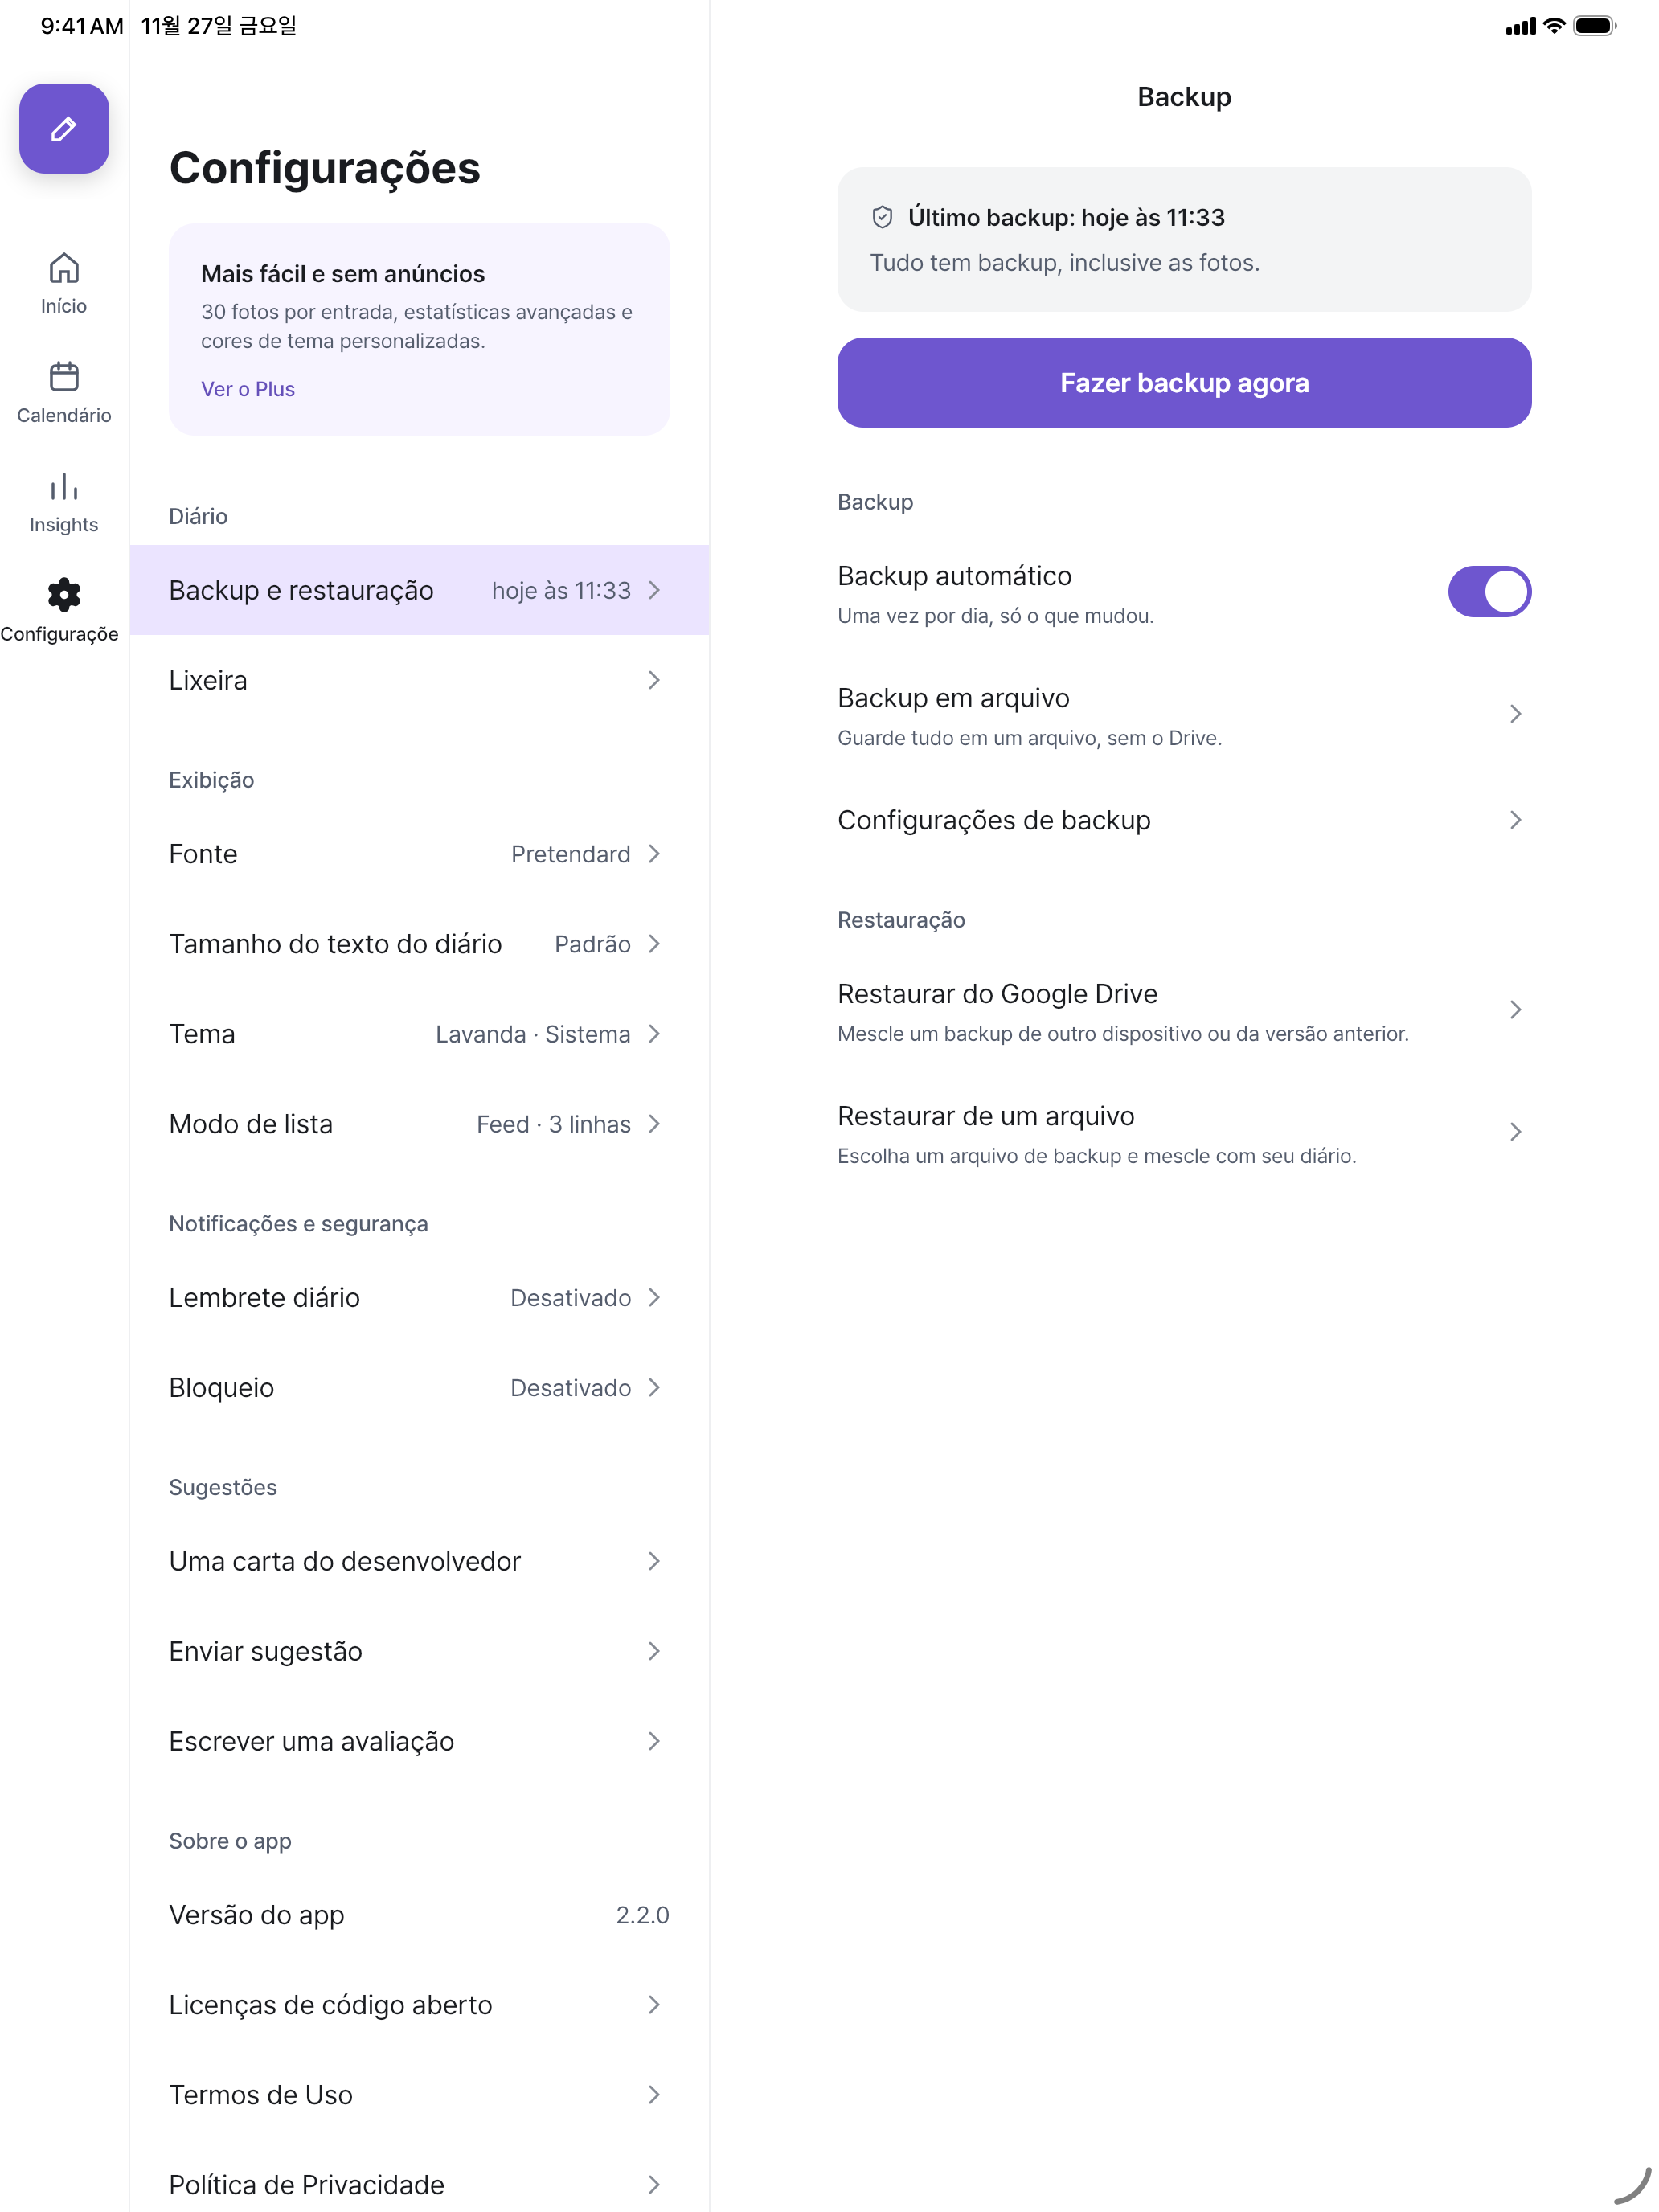 9:41 AM 11월 27일 금요일
Início
Calendário
Insights
Configuraçõe
Configurações
Mais fácil e sem anúncios
30 fotos por entrada, estatísticas avançadas e
cores de tema personalizadas.
Ver o Plus
Diário
Backup e restauração hoje às 11:33
Lixeira
Exibição
Fonte Pretendard
Tamanho do texto do diário Padrão
Tema Lavanda · Sistema
Modo de lista Feed · 3 linhas
Notificações e segurança
Lembrete diário Desativado
Bloqueio Desativado
Sugestões
Uma carta do desenvolvedor
Enviar sugestão
Escrever uma avaliação
Sobre o app
Versão do app 2.2.0
Licenças de código aberto
Termos de Uso
Política de Privacidade
Backup
Último backup: hoje às 11:33
Tudo tem backup, inclusive as fotos.
Fazer backup agora
Backup
Backup automático
Uma vez por dia, só o que mudou.
Backup em arquivo
Guarde tudo em um arquivo, sem o Drive.
Configurações de backup
Restauração
Restaurar do Google Drive
Mescle um backup de outro dispositivo ou da versão anterior.
Restaurar de um arquivo
Escolha um arquivo de backup e mescle com seu diário.